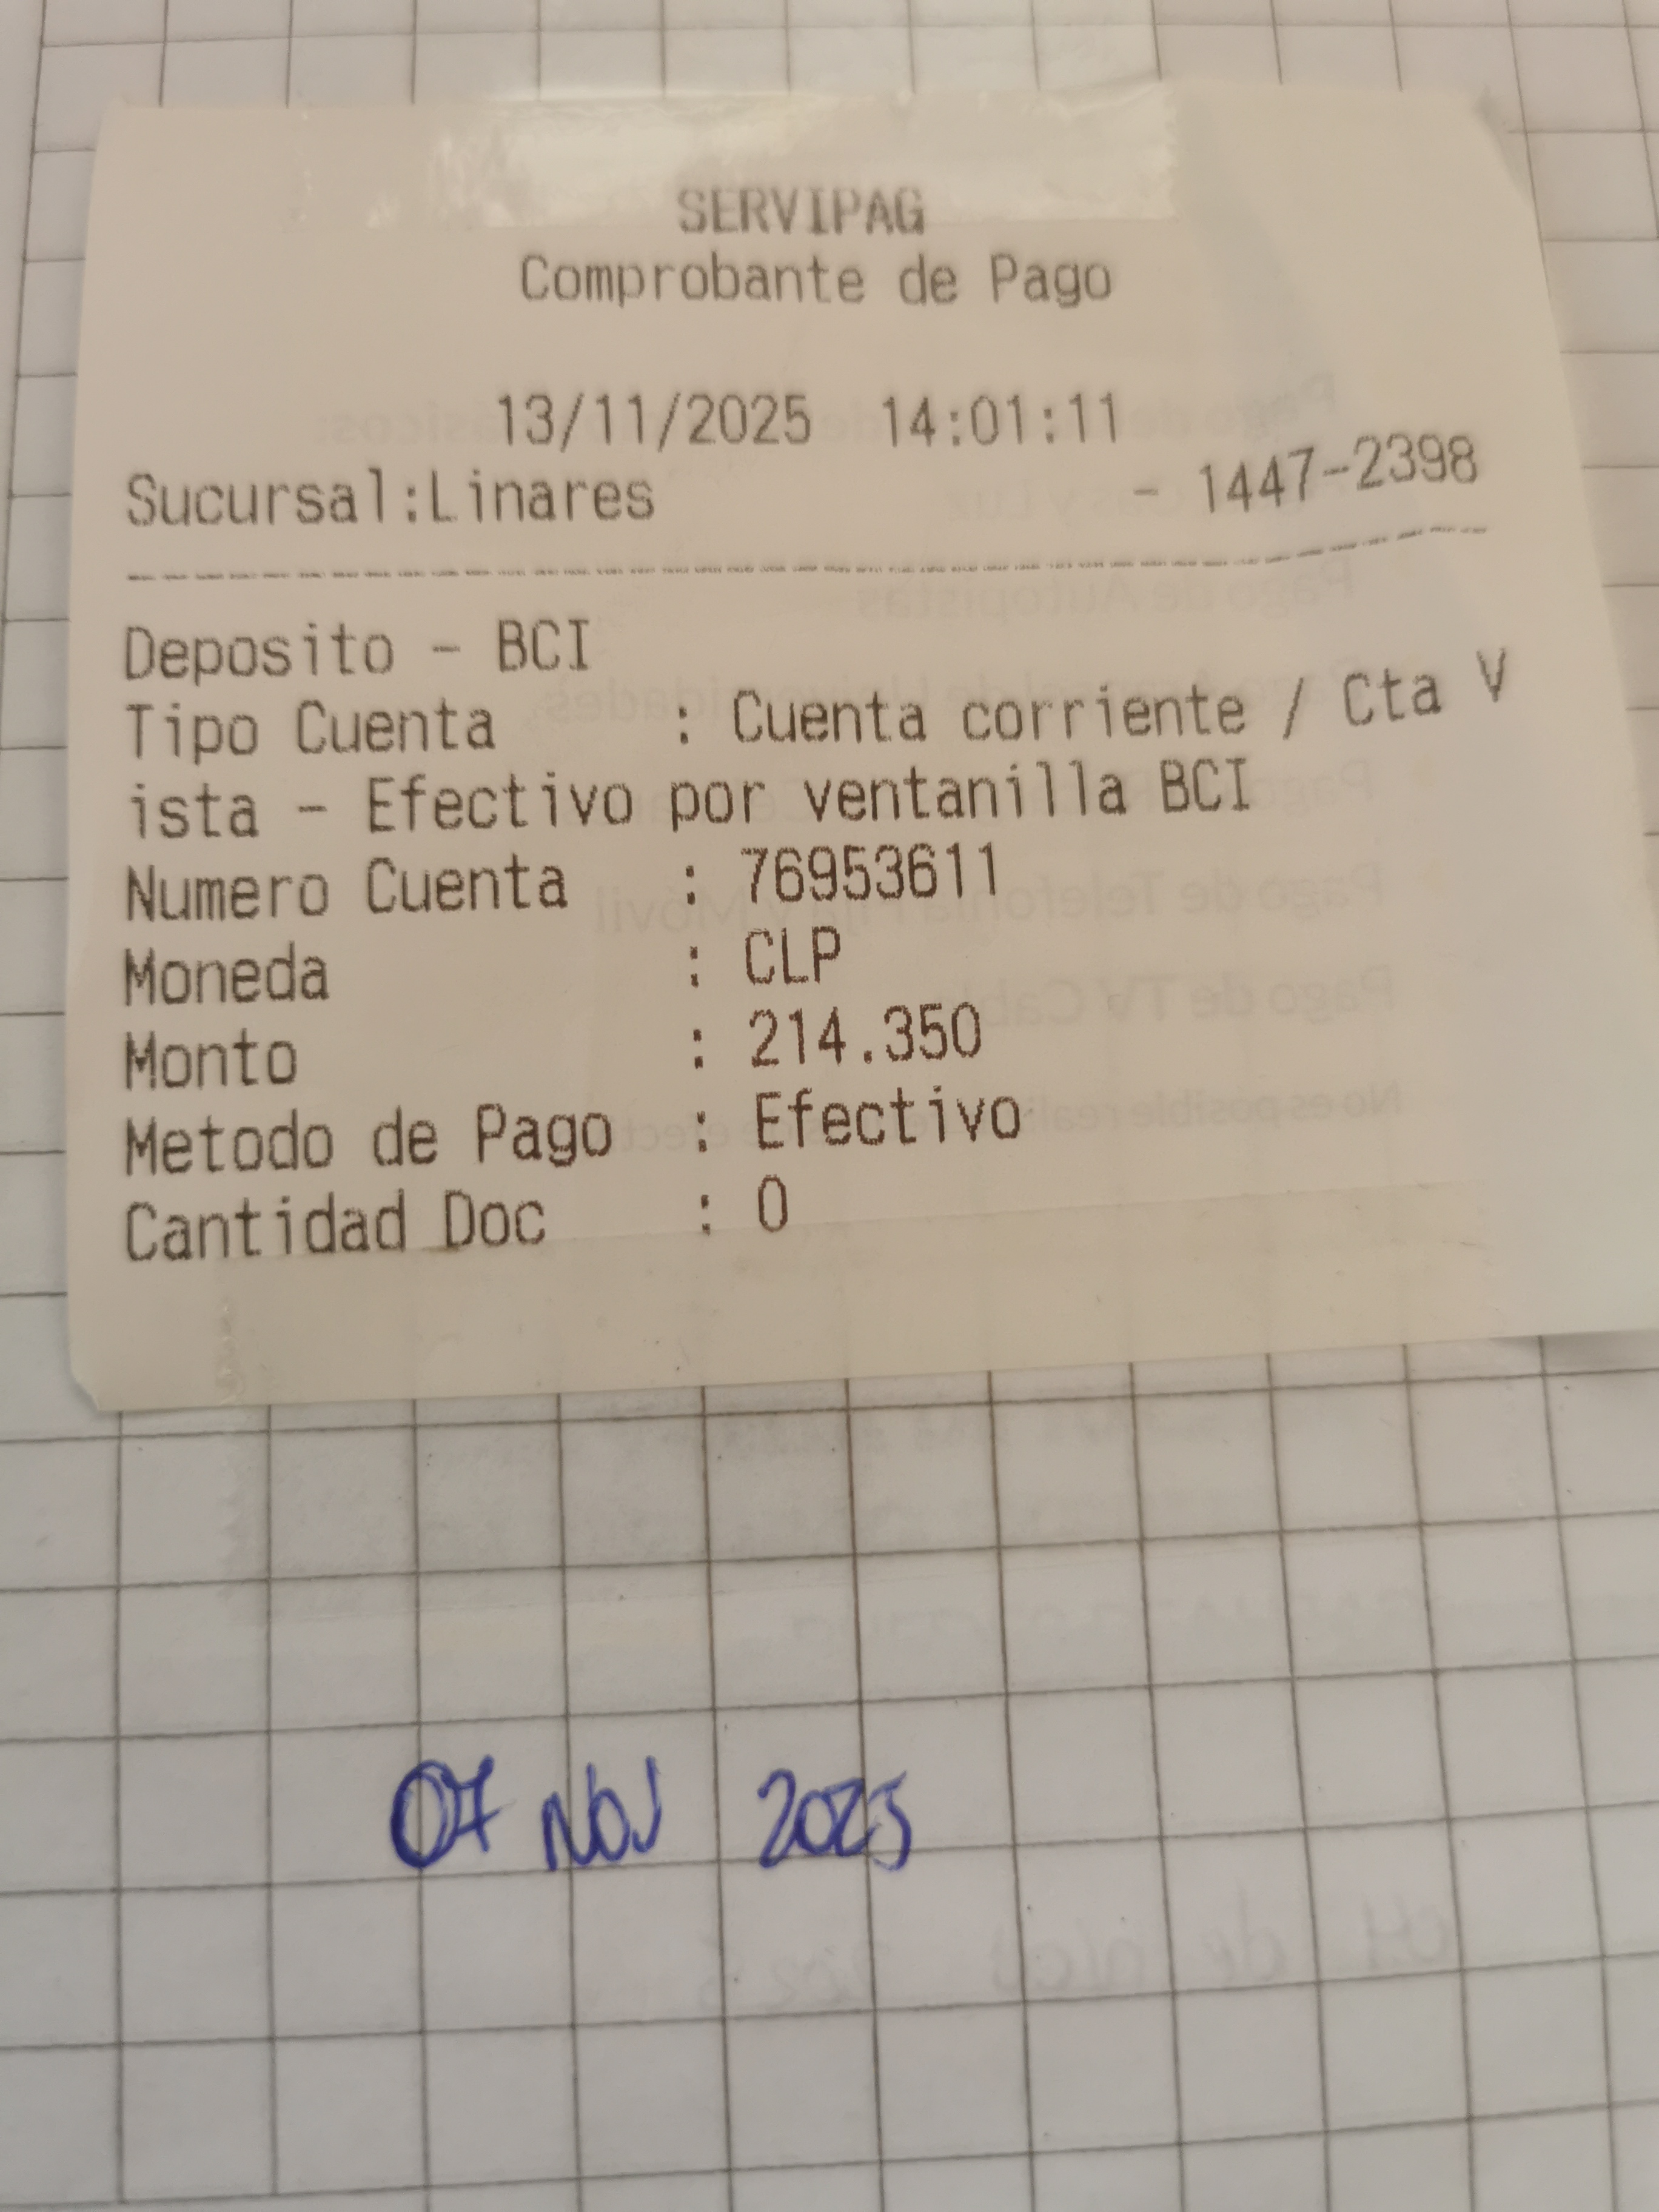 SERVIPAG
Comprobante de Pago
13/11/2025 14:01:11
Sucursal:Linares - 1447-2398
Deposito - BCI
Tipo Cuenta : Cuenta corriente / Cta V
ista - Efectivo por ventanilla BCI
Numero Cuenta : 76953611
Moneda : CLP
Monto : 214.350
Metodo de Pago : Efectivo
Cantidad Doc : 0
07 NOV 2025